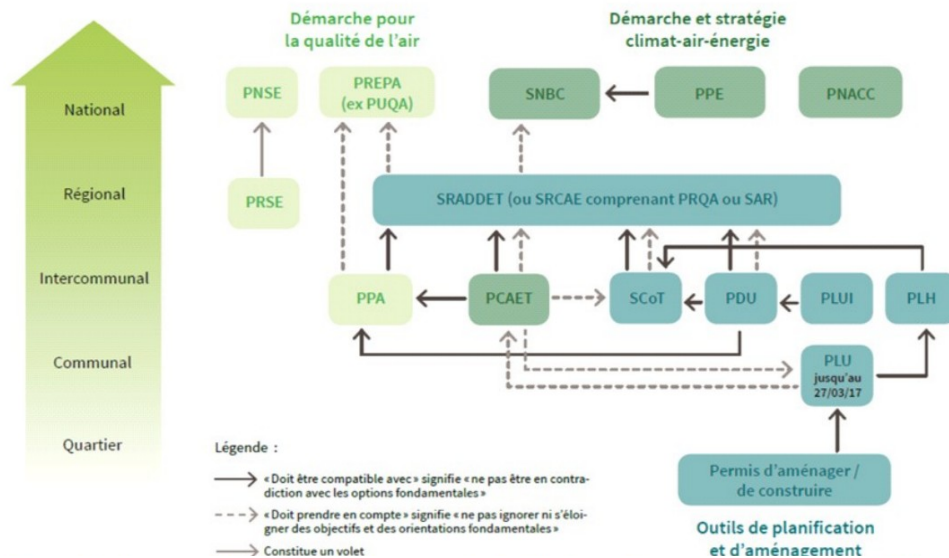 Démarche pour
la qualité de l’air
Démarche et stratégie
climat-air-énergie
National
PNSE
PREPA
(ex PUQA)
SNBC
PPE
PNACC
Régional
PRSE
SRADDET (ou SRCAE comprenant PRQA ou SAR)
Intercommunal
PPA
PCAET
SCoT
PDU
PLUI
PLH
Communal
PLU
jusqu’au
27/03/17
Quartier
Permis d’aménager /
de construire
Outils de planification
et d’aménagement
Légende :
« Doit être compatible avec » signifie « ne pas être en contra-
diction avec les options fondamentales »
« Doit prendre en compte » signifie « ne pas ignorer ni s’éloi-
gner des objectifs et des orientations fondamentales »
Constitue un volet